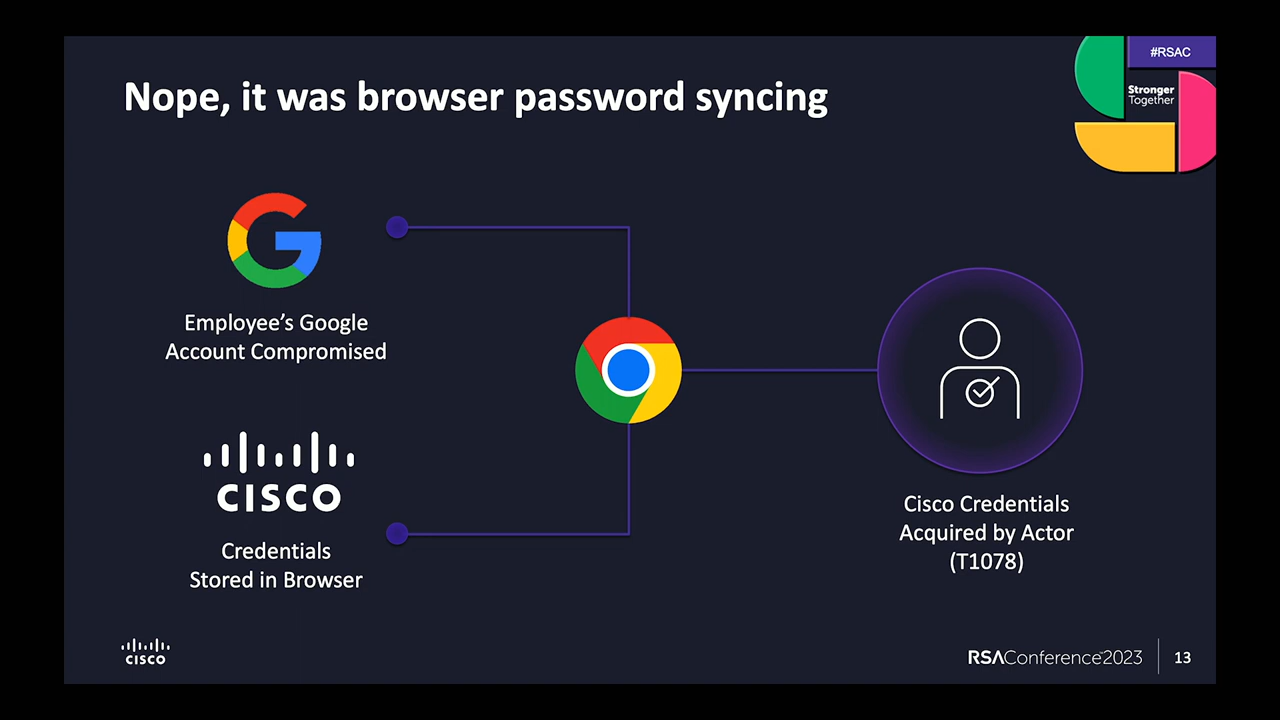 #RSAC
Stronger
Together
Nope, it was browser password syncing
Employee’s Google
Account Compromised
CISCO
Credentials
Stored in Browser
Cisco Credentials
Acquired by Actor
(T1078)
CISCO
RSAConference™2023
13